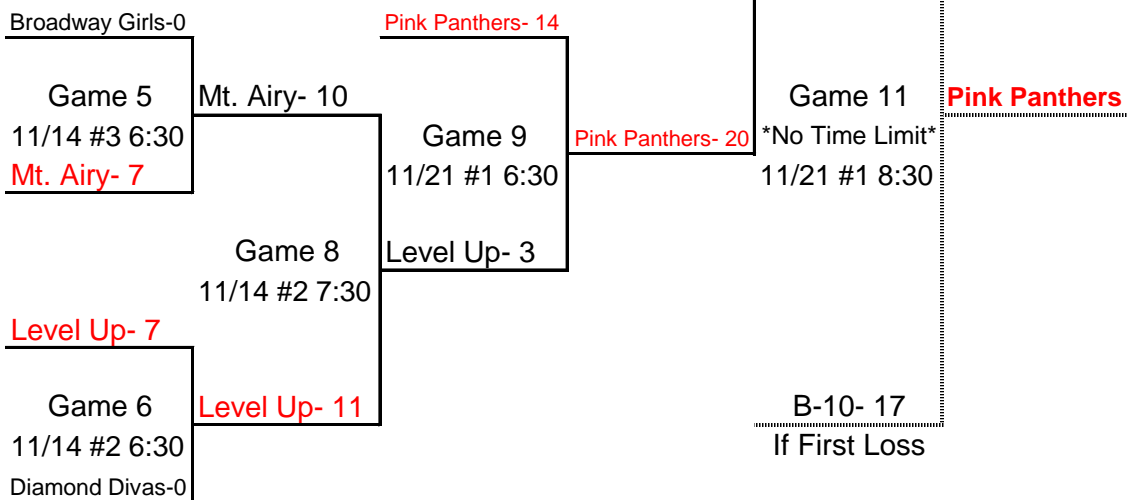 Broadway Girls-0
Pink Panthers- 14
Game 5
Mt. Airy- 10
Game 11
Pink Panthers
11/14 #3 6:30
Game 9
Pink Panthers- 20
*No Time Limit*
Mt. Airy- 7
11/21 #1 6:30
11/21 #1 8:30
Game 8
Level Up- 3
11/14 #2 7:30
Level Up- 7
Game 6
Level Up- 11
B-10- 17
11/14 #2 6:30
If First Loss
Diamond Divas-0